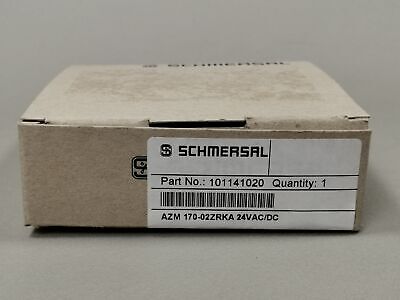 SCHMERSAL
SCHMERSAL
Part No.: 101141020 Quantity: 1
AZM 170-02ZRKA 24VAC/DC